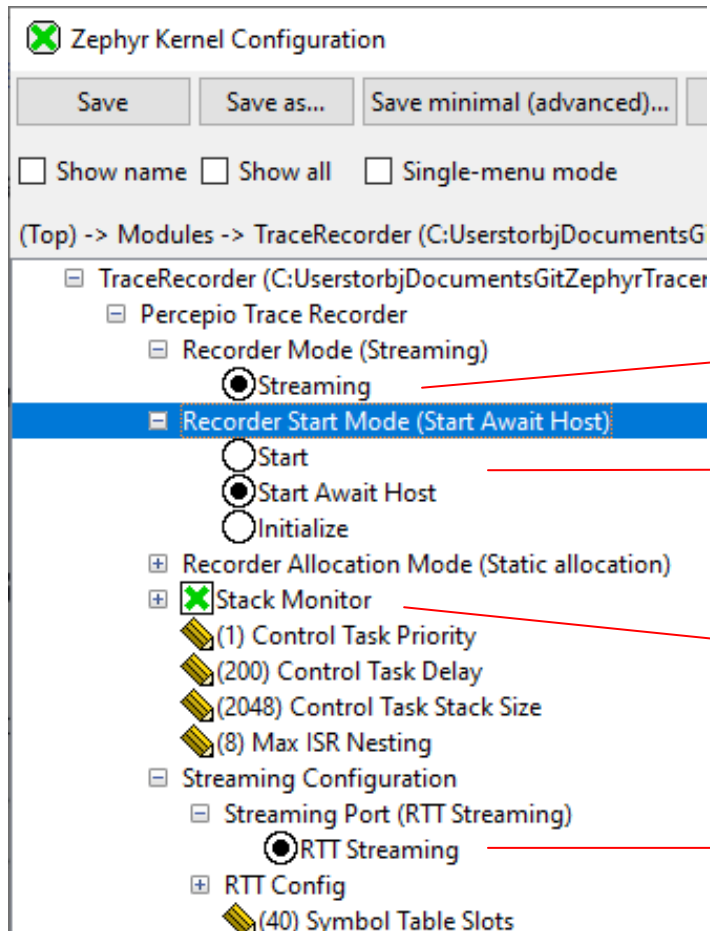 Zephyr Kernel Configuration
Save Save as... Save minimal (advanced)...
Show name Show all Single-menu mode
(Top) -> Modules -> TraceRecorder (C:UserstorbjDocumentsG
TraceRecorder (C:UserstorbjDocumentsGitZephyrTracer
Percepio Trace Recorder
Recorder Mode (Streaming)
Streaming
Recorder Start Mode (Start Await Host)
Start
Start Await Host
Initialize
Recorder Allocation Mode (Static allocation)
Stack Monitor
(1) Control Task Priority
(200) Control Task Delay
(2048) Control Task Stack Size
(8) Max ISR Nesting
Streaming Configuration
Streaming Port (RTT Streaming)
RTT Streaming
RTT Config
(40) Symbol Table Slots